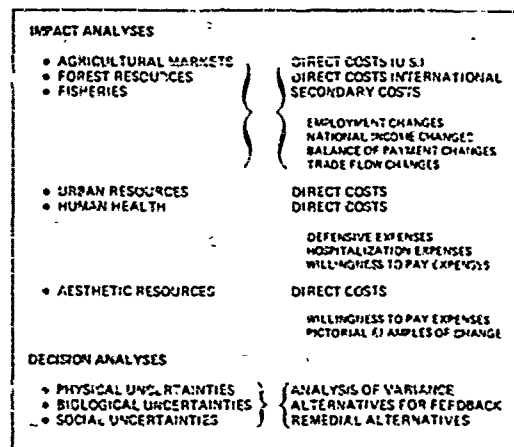 IMPACT ANALYSES
• AGRICULTURAL MARKETS
• FOREST RESOURCES
• FISHERIES
DIRECT COSTS (U.S.)
DIRECT COSTS INTERNATIONAL
SECONDARY COSTS
EMPLOYMENT CHANGES
NATIONAL INCOME CHANGES
BALANCE OF PAYMENT CHANGES
TRADE FLOW CHANGES
• URBAN RESOURCES DIRECT COSTS
• HUMAN HEALTH DIRECT COSTS
DEFENSIVE EXPENSES
HOSPITALIZATION EXPENSES
WILLINGNESS TO PAY EXPENSES
• AESTHETIC RESOURCES DIRECT COSTS
WILLINGNESS TO PAY EXPENSES
PICTORIAL EXAMPLES OF CHANGE
DECISION ANALYSES
• PHYSICAL UNCERTAINTIES
• BIOLOGICAL UNCERTAINTIES
• SOCIAL UNCERTAINTIES
ANALYSIS OF VARIANCE
ALTERNATIVES FOR FEEDBACK
REMEDIAL ALTERNATIVES